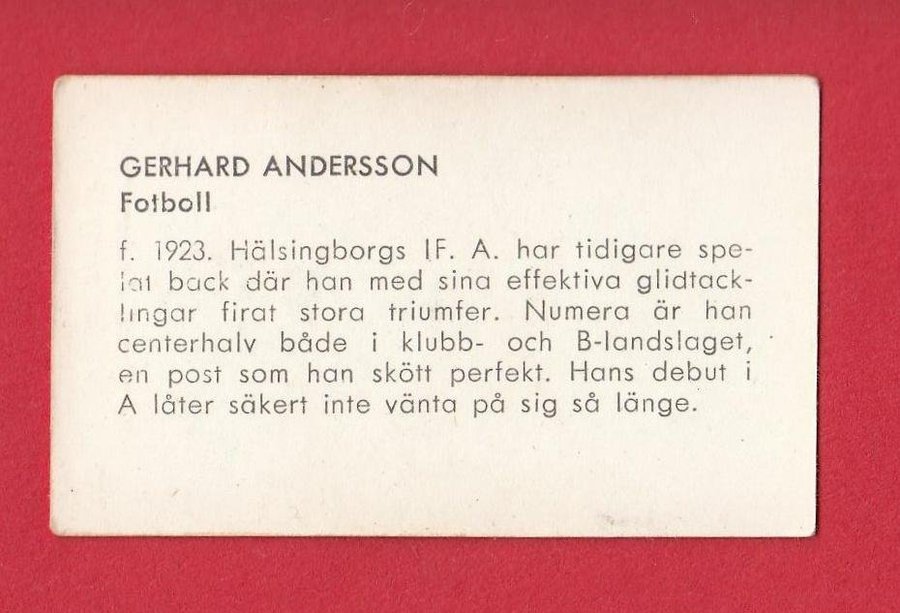 GERHARD ANDERSSON
Fotboll
f. 1923. Hälsingborgs IF. A. har tidigare spe-
lat back där han med sina effektiva glidtack-
lingar firat stora triumfer. Numera är han
centerhalv både i klubb- och B-landslaget,
en post som han skött perfekt. Hans debut i
A låter säkert inte vänta på sig så länge.